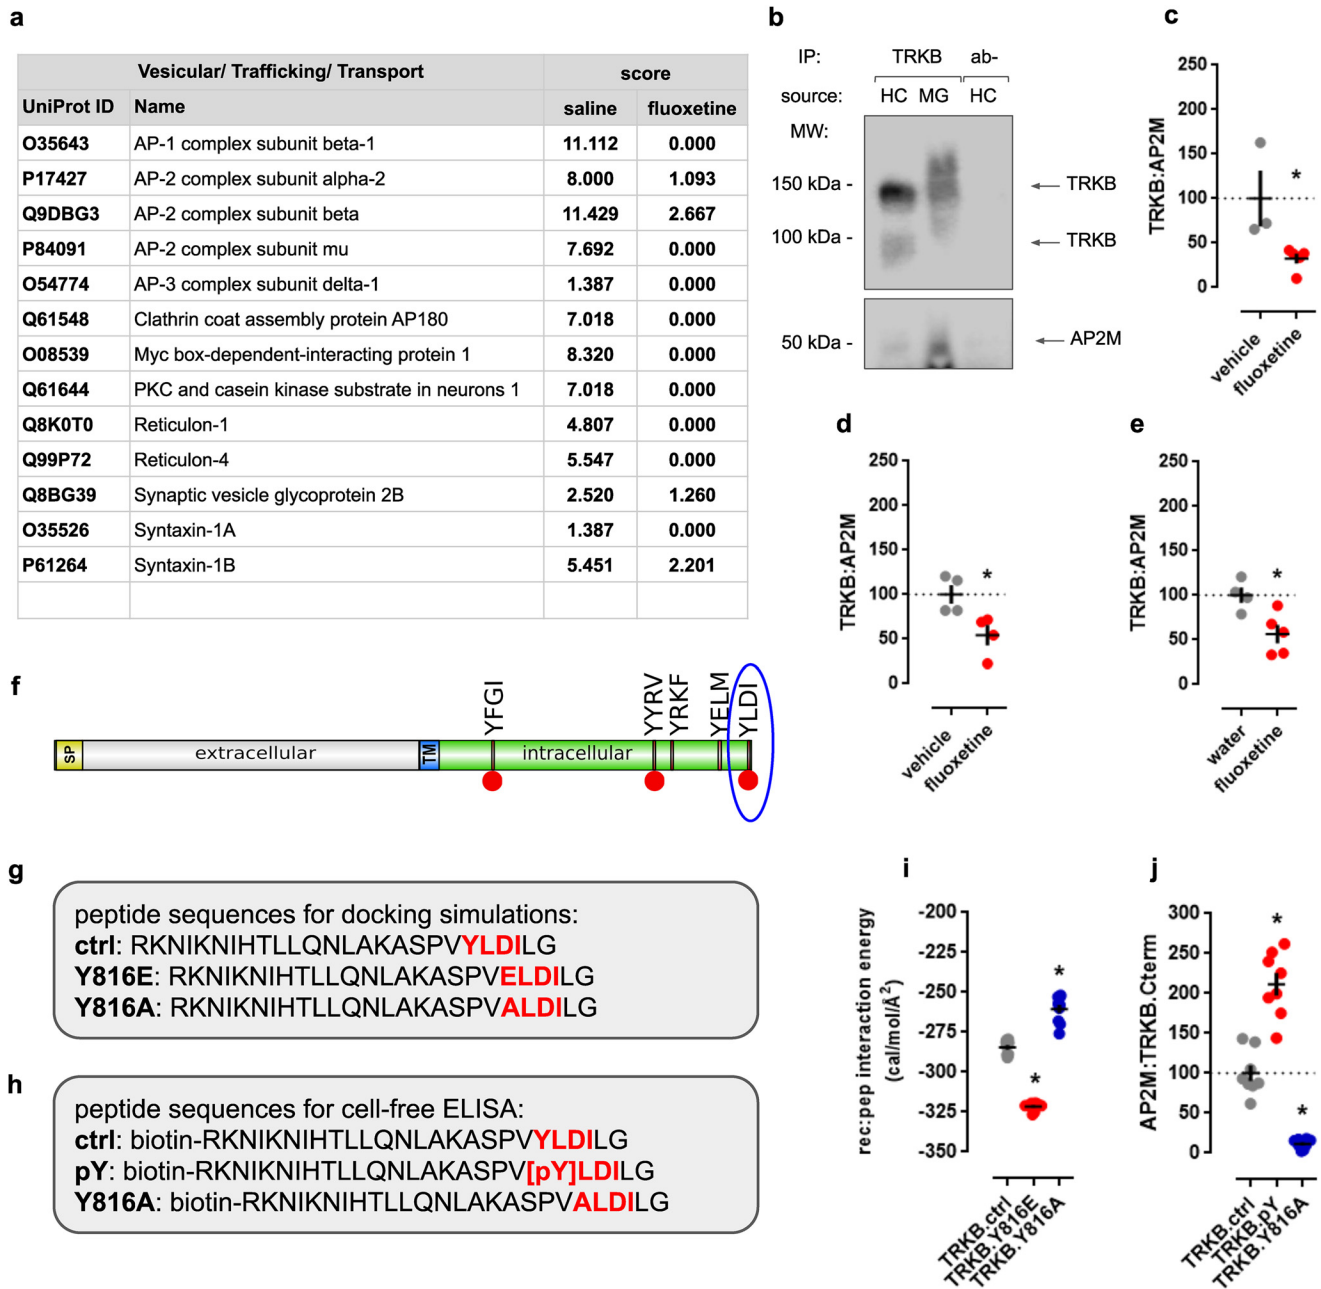 a
Vesicular/ Trafficking/ Transport score
UniProt ID Name saline fluoxetine
O35643 AP-1 complex subunit beta-1 11.112 0.000
P17427 AP-2 complex subunit alpha-2 8.000 1.093
Q9DBG3 AP-2 complex subunit beta 11.429 2.667
P84091 AP-2 complex subunit mu 7.692 0.000
O54774 AP-3 complex subunit delta-1 1.387 0.000
Q61548 Clathrin coat assembly protein AP180 7.018 0.000
O08539 Myc box-dependent-interacting protein 1 8.320 0.000
Q61644 PKC and casein kinase substrate in neurons 1 7.018 0.000
Q8K0T0 Reticulon-1 4.807 0.000
Q99P72 Reticulon-4 5.547 0.000
Q8BG39 Synaptic vesicle glycoprotein 2B 2.520 1.260
O35526 Syntaxin-1A 1.387 0.000
P61264 Syntaxin-1B 5.451 2.201
b
IP: TRKB ab-
source: HC MG HC
MW:
150 kDa - TRKB
100 kDa - TRKB
50 kDa - AP2M
c
TRKB:AP2M
250
200
150
100
50
0
*
vehicle
fluoxetine
d
TRKB:AP2M
250
200
150
100
50
0
*
vehicle
fluoxetine
e
TRKB:AP2M
250
200
150
100
50
0
*
water
fluoxetine
f
YFGI YYRV YRKF YELM YLDI
SP extracellular TM intracellular
g
peptide sequences for docking simulations:
ctrl: RKNIKNIHTLLQNLAKASPVYLDILG
Y816E: RKNIKNIHTLLQNLAKASPVELDILG
Y816A: RKNIKNIHTLLQNLAKASPVALDILG
h
peptide sequences for cell-free ELISA:
ctrl: biotin-RKNIKNIHTLLQNLAKASPVYLDILG
pY: biotin-RKNIKNIHTLLQNLAKASPV[pY]LDILG
Y816A: biotin-RKNIKNIHTLLQNLAKASPVALDILG
i
rec:pep interaction energy
(cal/mol/Å²)
-200
-225
-250
-275
-300
-325
-350
*
*
TRKB.ctrl
TRKB.Y816E
TRKB.Y816A
j
AP2M:TRKB.Cterm
300
250
200
150
100
50
0
*
*
TRKB.ctrl
TRKB.pY
TRKB.Y816A